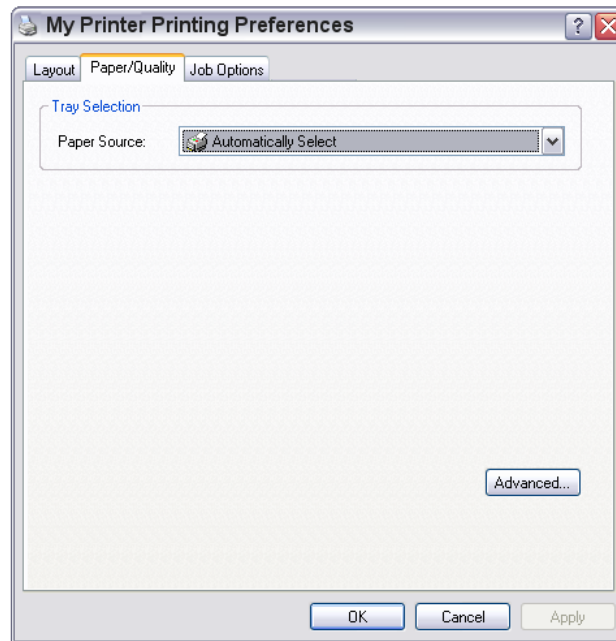 My Printer Printing Preferences
?
Layout Paper/Quality Job Options
Tray Selection
Paper Source: Automatically Select
Advanced...
OK Cancel Apply